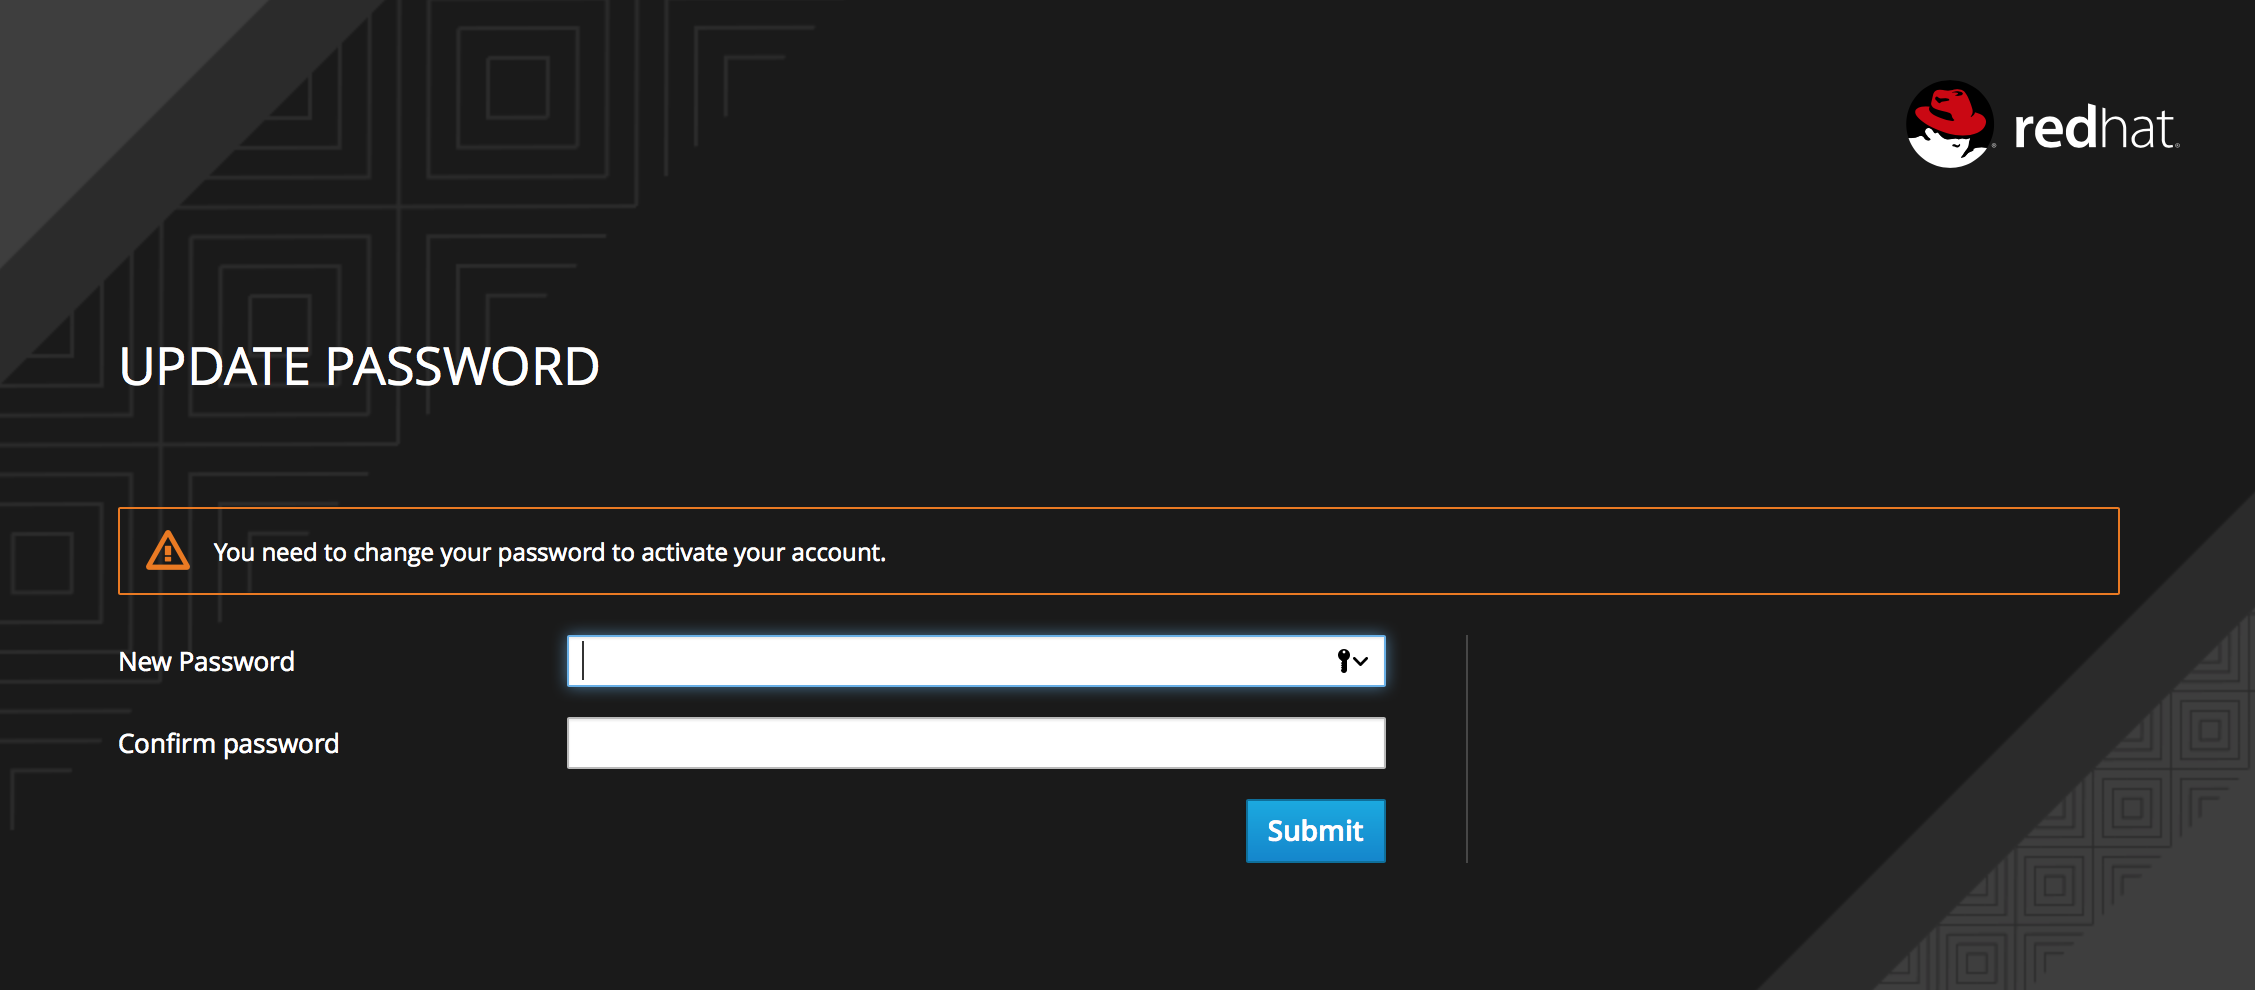 redhat
UPDATE PASSWORD
You need to change your password to activate your account.
New Password
Confirm password
Submit